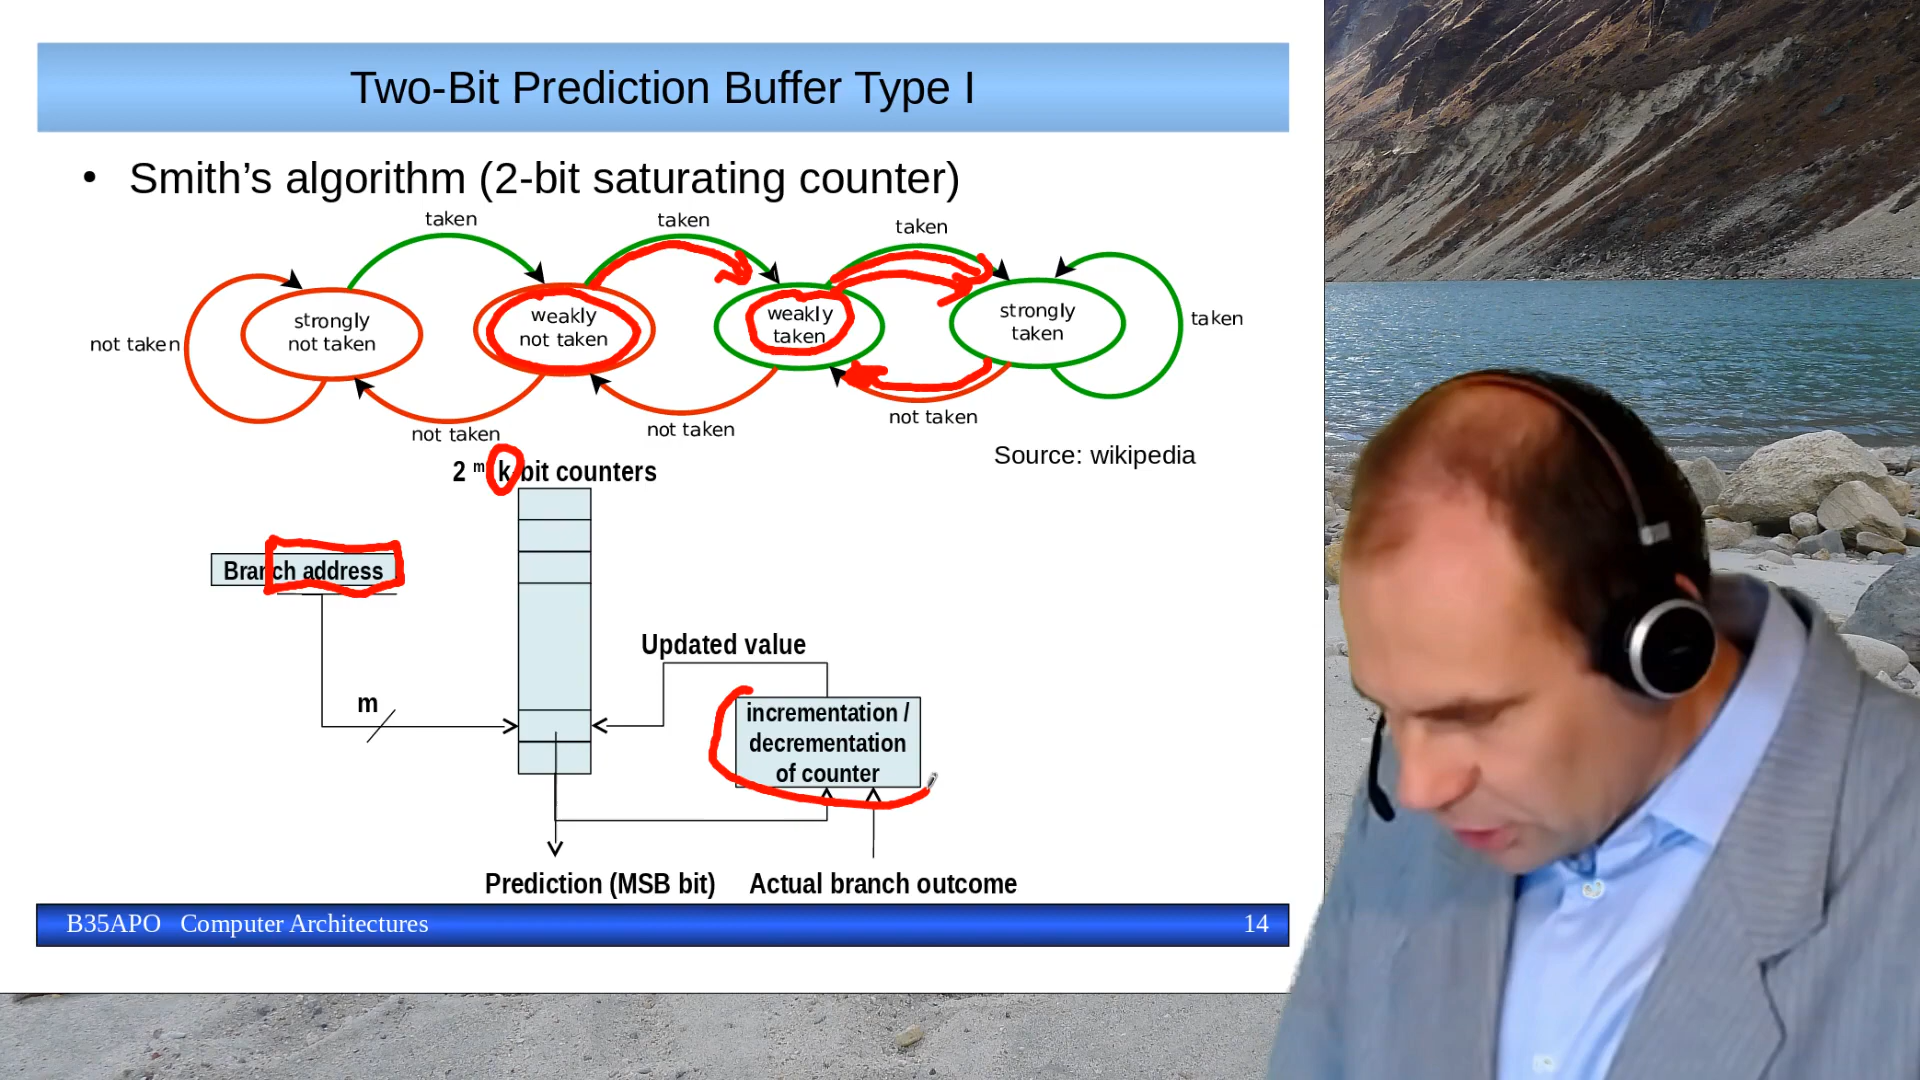 Two-Bit Prediction Buffer Type I
• Smith’s algorithm (2-bit saturating counter)
taken
taken
taken
taken
not taken
strongly
not taken
weakly
not taken
weakly
taken
strongly
taken
not taken
not taken
not taken
Source: wikipedia
2 m k bit counters
Branch address
m
Updated value
incrementation /
decrementation
of counter
Prediction (MSB bit)
Actual branch outcome
B35APO Computer Architectures
14